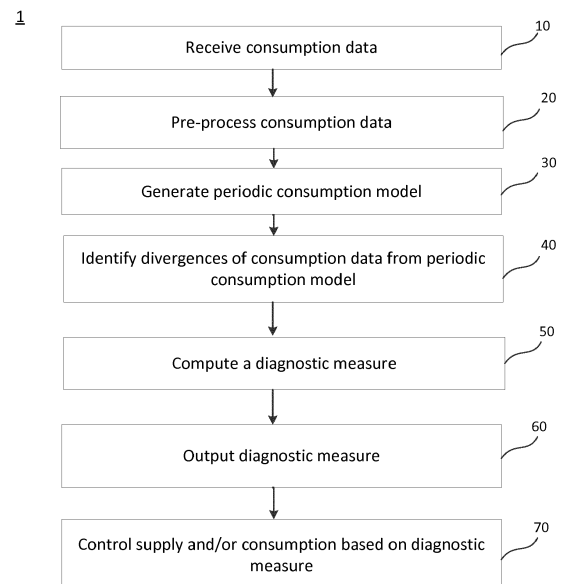 1
10
Receive consumption data
20
Pre-process consumption data
30
Generate periodic consumption model
40
Identify divergences of consumption data from periodic
consumption model
50
Compute a diagnostic measure
60
Output diagnostic measure
70
Control supply and/or consumption based on diagnostic
measure